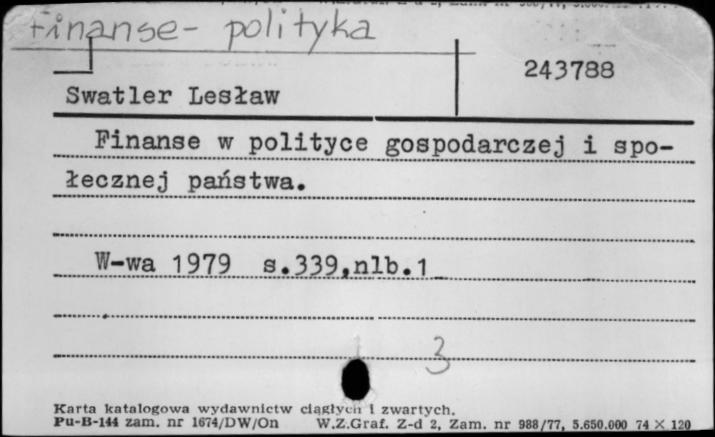 Finanse - polityka
243788
Swatler Lesław
Finanse w polityce gospodarczej i spo-
łecznej państwa.
W-wa 1979 s.339,nlb.1
3
Karta katalogowa wydawnictw ciągłych i zwartych.
Pu-B-144 zam. nr 1674/DW/On W.Z.Graf. Z-d 2, Zam. nr 988/77, 5.650.000 74 X 120